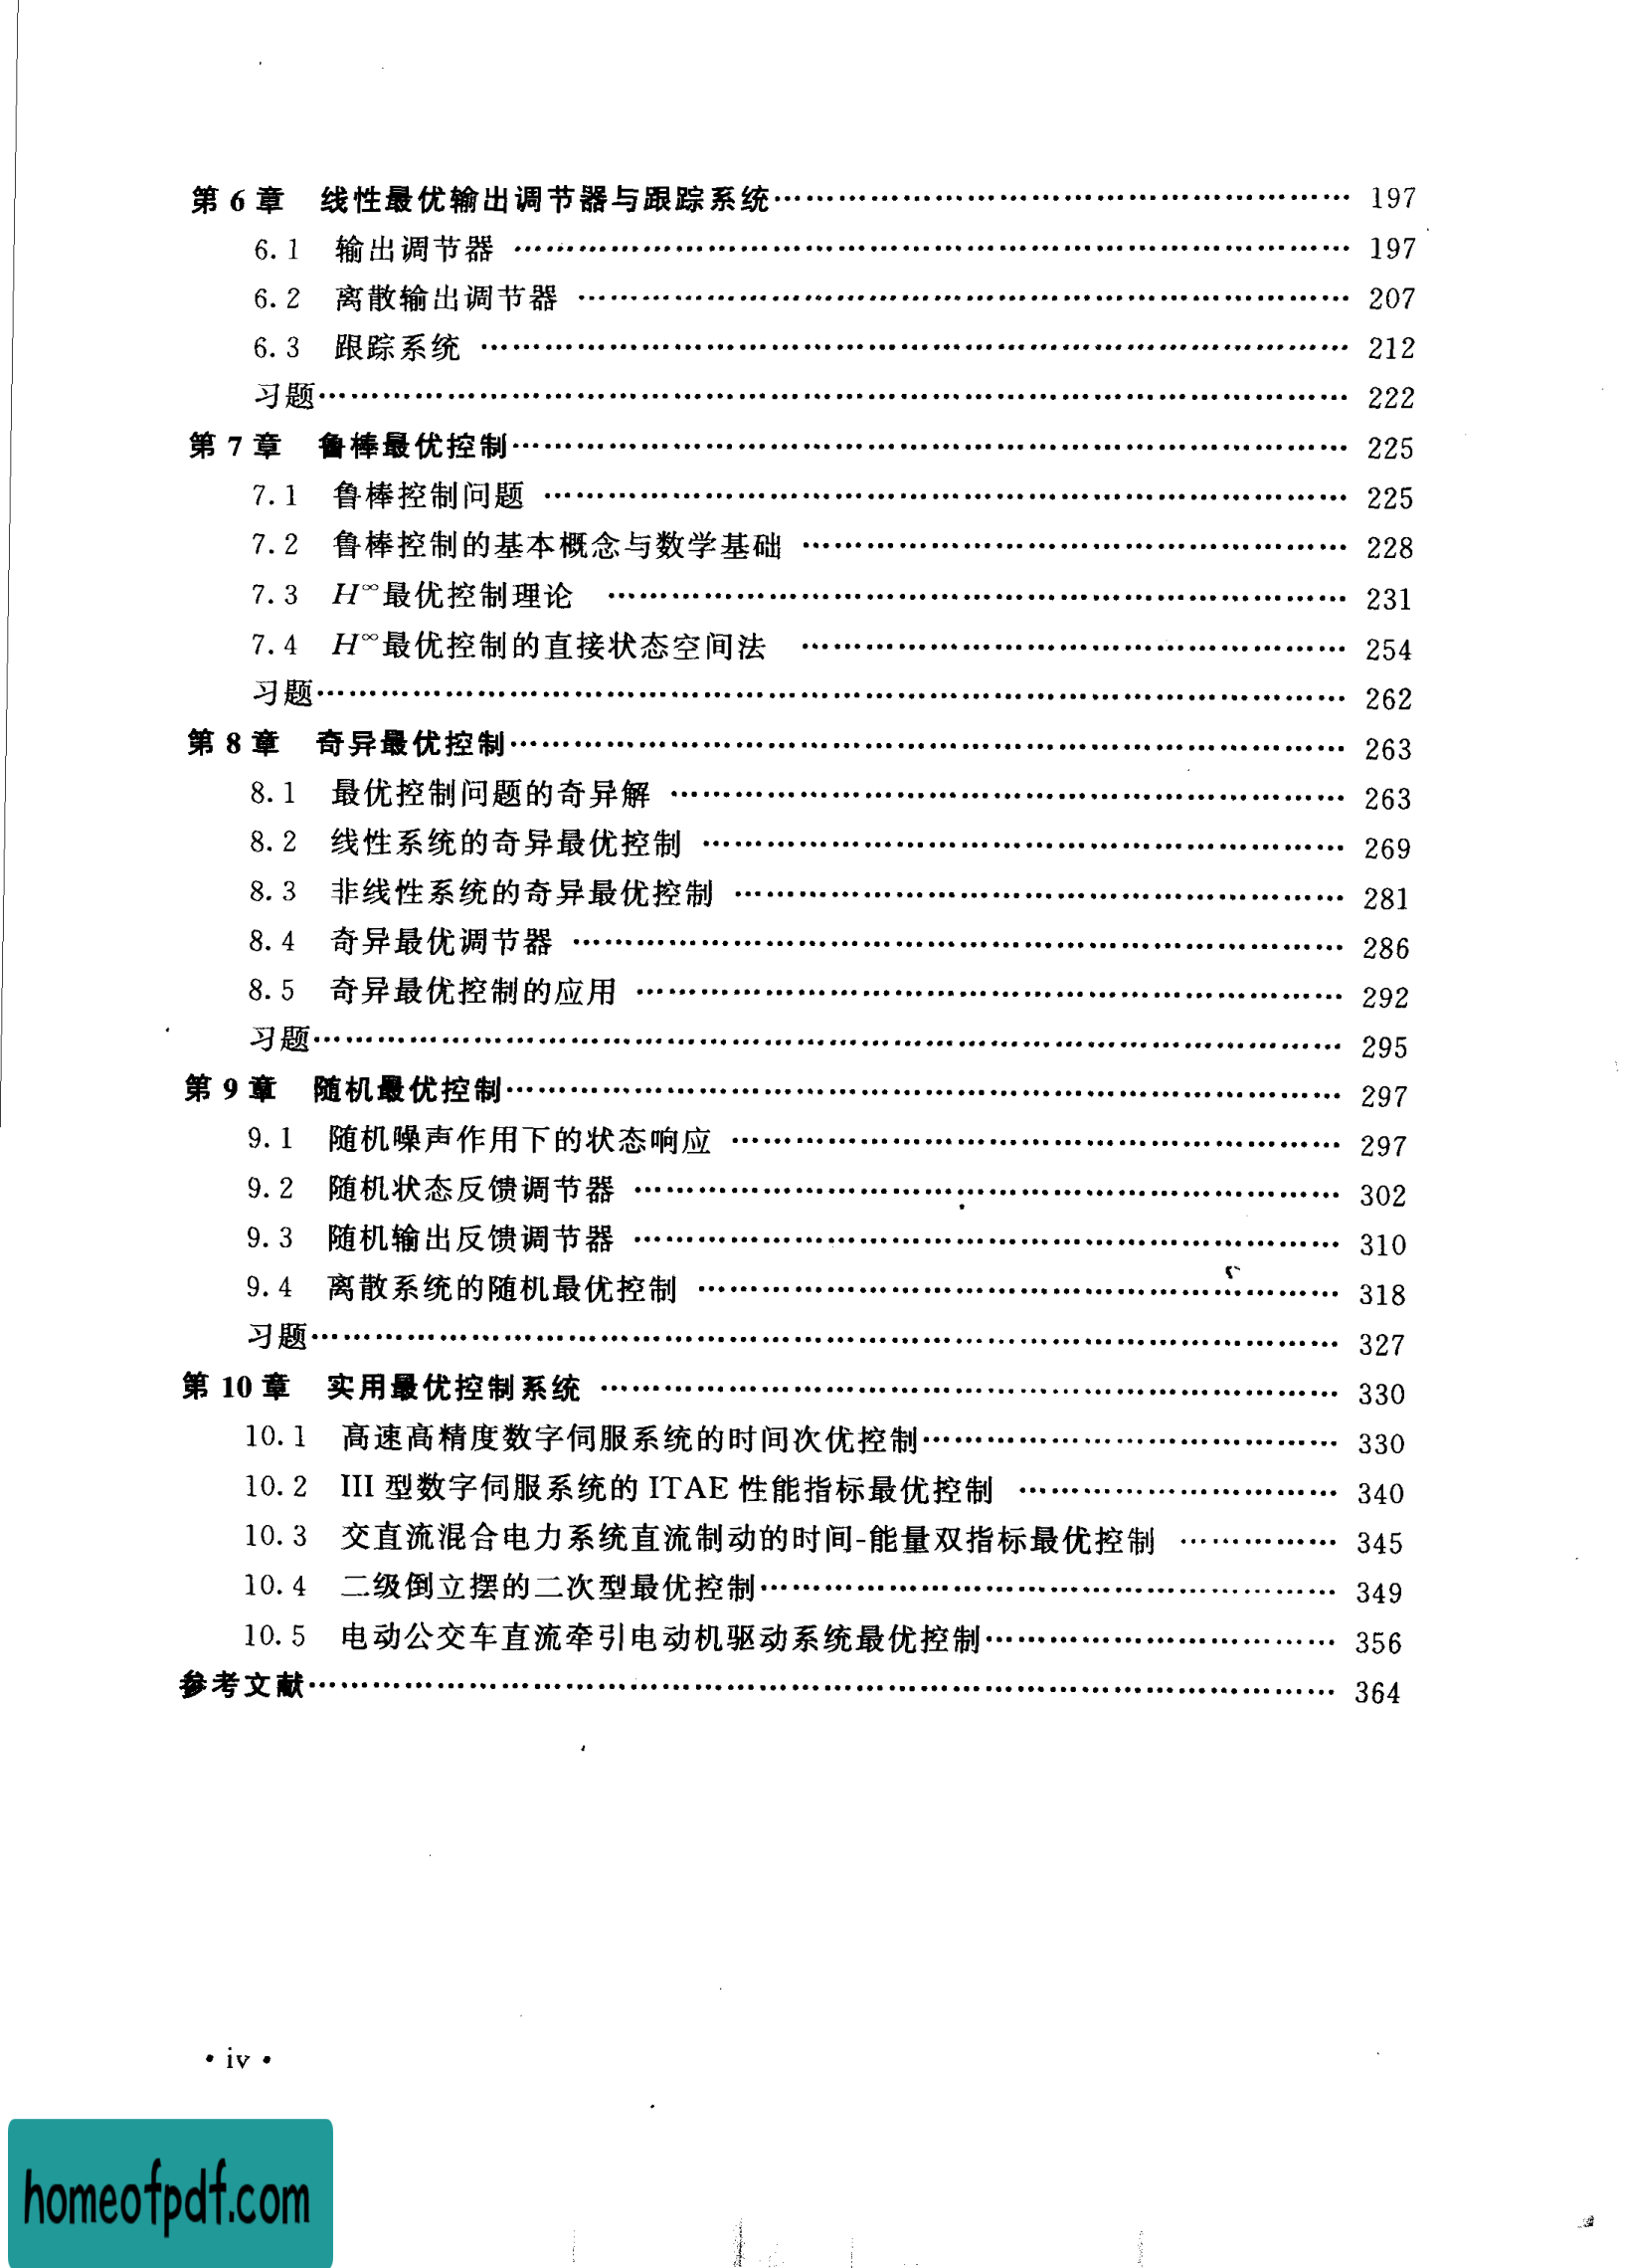 第 6 章 线性最优输出调节器与跟踪系统…… 197
6.1 输出调节器 …… 197
6.2 离散输出调节器 …… 207
6.3 跟踪系统 …… 212
习题…… 222
第 7 章 鲁棒最优控制…… 225
7.1 鲁棒控制问题 …… 225
7.2 鲁棒控制的基本概念与数学基础 …… 228
7.3 H∞最优控制理论 …… 231
7.4 H∞最优控制的直接状态空间法 …… 254
习题…… 262
第 8 章 奇异最优控制…… 263
8.1 最优控制问题的奇异解 …… 263
8.2 线性系统的奇异最优控制 …… 269
8.3 非线性系统的奇异最优控制 …… 281
8.4 奇异最优调节器 …… 286
8.5 奇异最优控制的应用 …… 292
习题…… 295
第 9 章 随机最优控制…… 297
9.1 随机噪声作用下的状态响应 …… 297
9.2 随机状态反馈调节器 …… 302
9.3 随机输出反馈调节器 …… 310
9.4 离散系统的随机最优控制 …… 318
习题…… 327
第 10 章 实用最优控制系统 …… 330
10.1 高速高精度数字伺服系统的时间次优控制…… 330
10.2 III 型数字伺服系统的 ITAE 性能指标最优控制 …… 340
10.3 交直流混合电力系统直流制动的时间-能量双指标最优控制 …… 345
10.4 二级倒立摆的二次型最优控制…… 349
10.5 电动公交车直流牵引电动机驱动系统最优控制…… 356
参考文献…… 364
· iv ·
homeofpdf.com